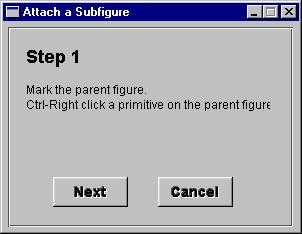 Attach a Subfigure
Step 1
Mark the parent figure.
Ctrl-Right click a primitive on the parent figure
Next
Cancel